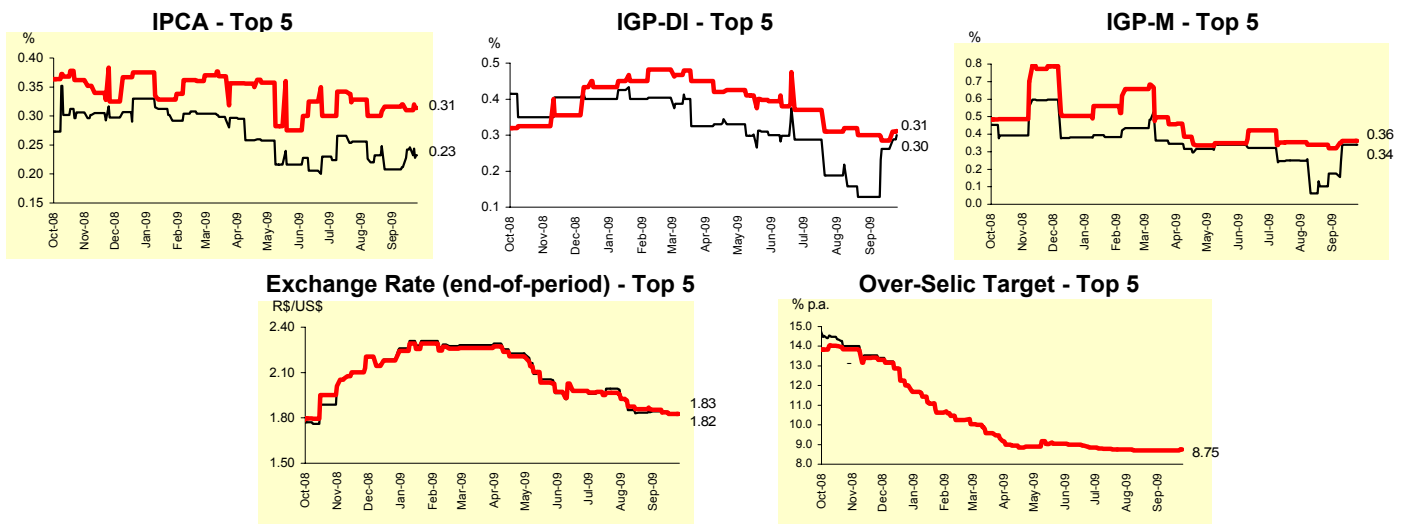 IPCA - Top 5
%
0.40
0.35
0.30
0.25
0.20
0.15
0.31
0.23
Oct-08
Nov-08
Dec-08
Jan-09
Feb-09
Mar-09
Apr-09
May-09
Jun-09
Jul-09
Aug-09
Sep-09
IGP-DI - Top 5
%
0.5
0.4
0.3
0.2
0.1
0.31
0.30
Oct-08
Nov-08
Dec-08
Jan-09
Feb-09
Mar-09
Apr-09
May-09
Jun-09
Jul-09
Aug-09
Sep-09
IGP-M - Top 5
%
0.8
0.7
0.6
0.5
0.4
0.3
0.2
0.1
0.0
0.36
0.34
Oct-08
Nov-08
Dec-08
Jan-09
Feb-09
Mar-09
Apr-09
May-09
Jun-09
Jul-09
Aug-09
Sep-09
Exchange Rate (end-of-period) - Top 5
R$/US$
2.40
2.10
1.80
1.50
1.83
1.82
Oct-08
Nov-08
Dec-08
Jan-09
Feb-09
Mar-09
Apr-09
May-09
Jun-09
Jul-09
Aug-09
Sep-09
Over-Selic Target - Top 5
% p.a.
15.0
14.0
13.0
12.0
11.0
10.0
9.0
8.0
8.75
Oct-08
Nov-08
Dec-08
Jan-09
Feb-09
Mar-09
Apr-09
May-09
Jun-09
Jul-09
Aug-09
Sep-09